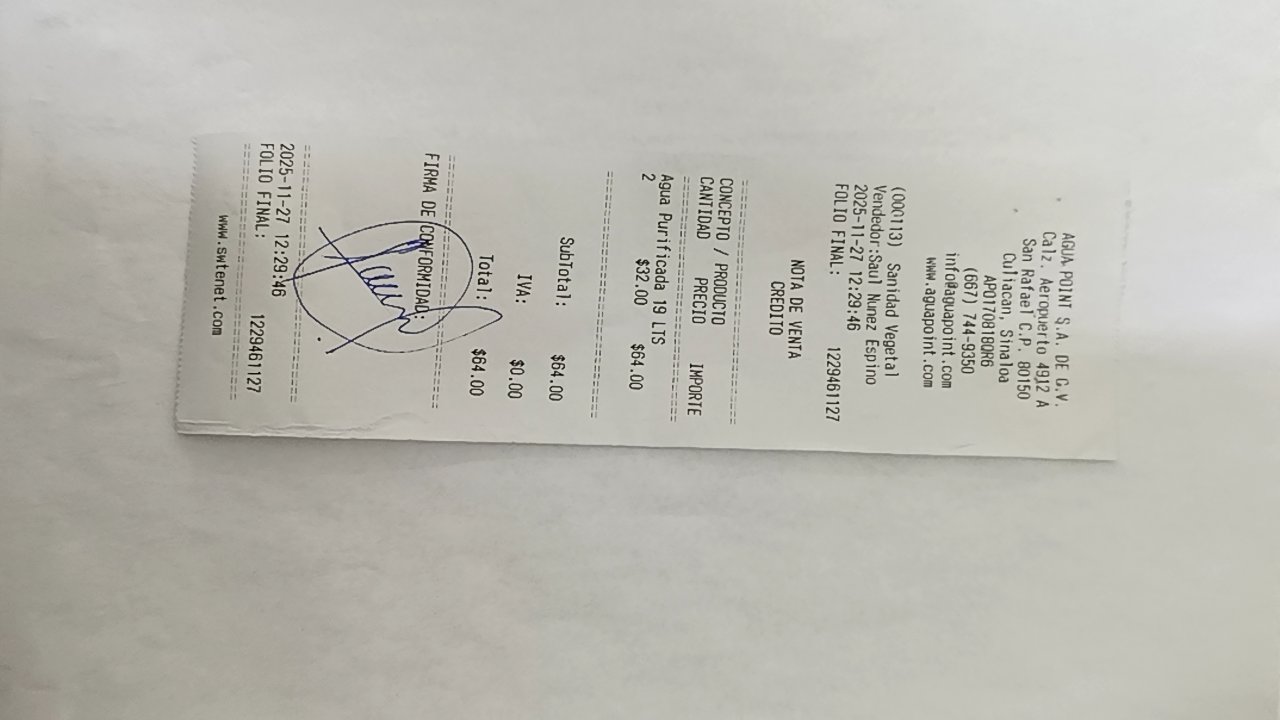 AGUA POINT S.A. DE C.V.
Calz. Aeropuerto 4912 A
San Rafael C.P. 80150
Culiacan, Sinaloa
APO170818QR6
(667) 744-9350
info@aguapoint.com
www.aguapoint.com
(000113) Sanidad Vegetal
Vendedor:Saul Nunez Espino
2025-11-27 12:29:46
FOLIO FINAL: 1229461127
NOTA DE VENTA
CREDITO
CONCEPTO / PRODUCTO
CANTIDAD PRECIO IMPORTE
Agua Purificada 19 LTS
2 $32.00 $64.00
SubTotal: $64.00
IVA: $0.00
Total: $64.00
FIRMA DE CONFORMIDAD:
2025-11-27 12:29:46
FOLIO FINAL: 1229461127
www.swtenet.com